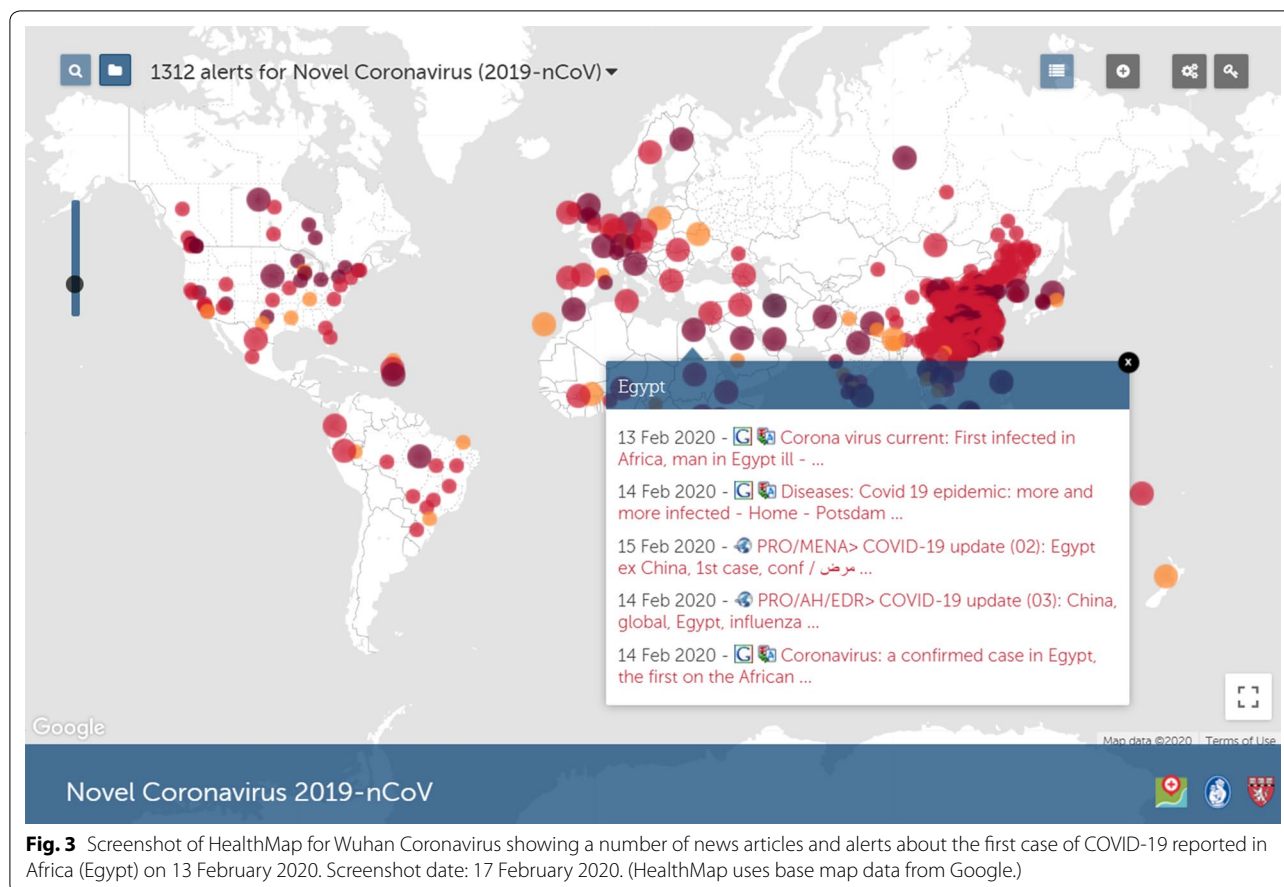 1312 alerts for Novel Coronavirus (2019-nCoV)
Egypt
13 Feb 2020 - G Corona virus current: First infected in
Africa, man in Egypt ill - ...
14 Feb 2020 - G Diseases: Covid 19 epidemic: more and
more infected - Home - Potsdam ...
15 Feb 2020 - PRO/MENA> COVID-19 update (02): Egypt
ex China, 1st case, conf / مرض ...
14 Feb 2020 - PRO/AH/EDR> COVID-19 update (03): China,
global, Egypt, influenza ...
14 Feb 2020 - G Coronavirus: a confirmed case in Egypt,
the first on the African ...
Google
Map data ©2020 Terms of Use
Novel Coronavirus 2019-nCoV
Fig. 3 Screenshot of HealthMap for Wuhan Coronavirus showing a number of news articles and alerts about the first case of COVID-19 reported in
Africa (Egypt) on 13 February 2020. Screenshot date: 17 February 2020. (HealthMap uses base map data from Google.)